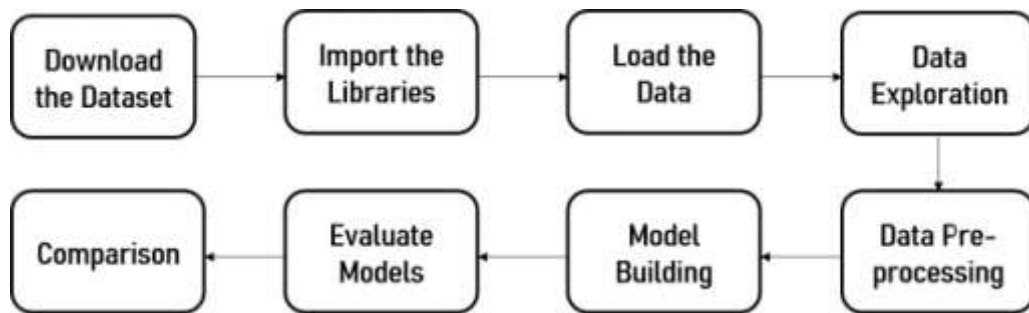 Download
the Dataset
Import the
Libraries
Load the
Data
Data
Exploration
Data Pre-
processing
Model
Building
Evaluate
Models
Comparison